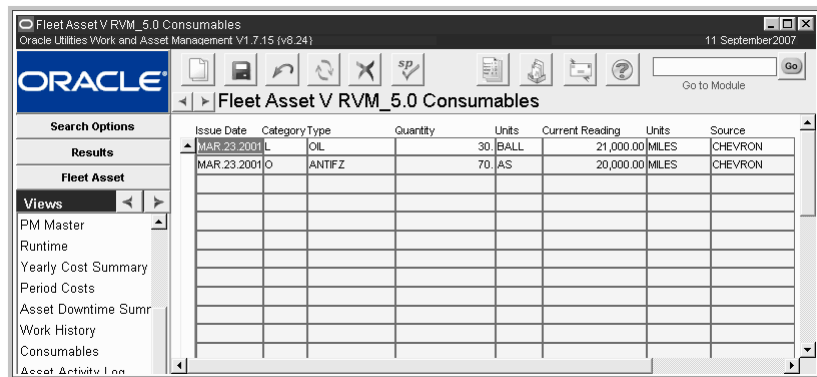 Fleet Asset V RVM_5.0 Consumables
Oracle Utilities Work and Asset Management V1.7.15 {v8.24}
11 September2007
ORACLE®
sp
Go
Go to Module
Fleet Asset V RVM_5.0 Consumables
Search Options
Results
Fleet Asset
Views
PM Master
Runtime
Yearly Cost Summary
Period Costs
Asset Downtime Sumr
Work History
Consumables
Asset Activity Log
Issue Date Category Type Quantity Units Current Reading Units Source
MAR.23.2001 L OIL 30. BALL 21,000.00 MILES CHEVRON
MAR.23.2001 O ANTIFZ 70. AS 20,000.00 MILES CHEVRON